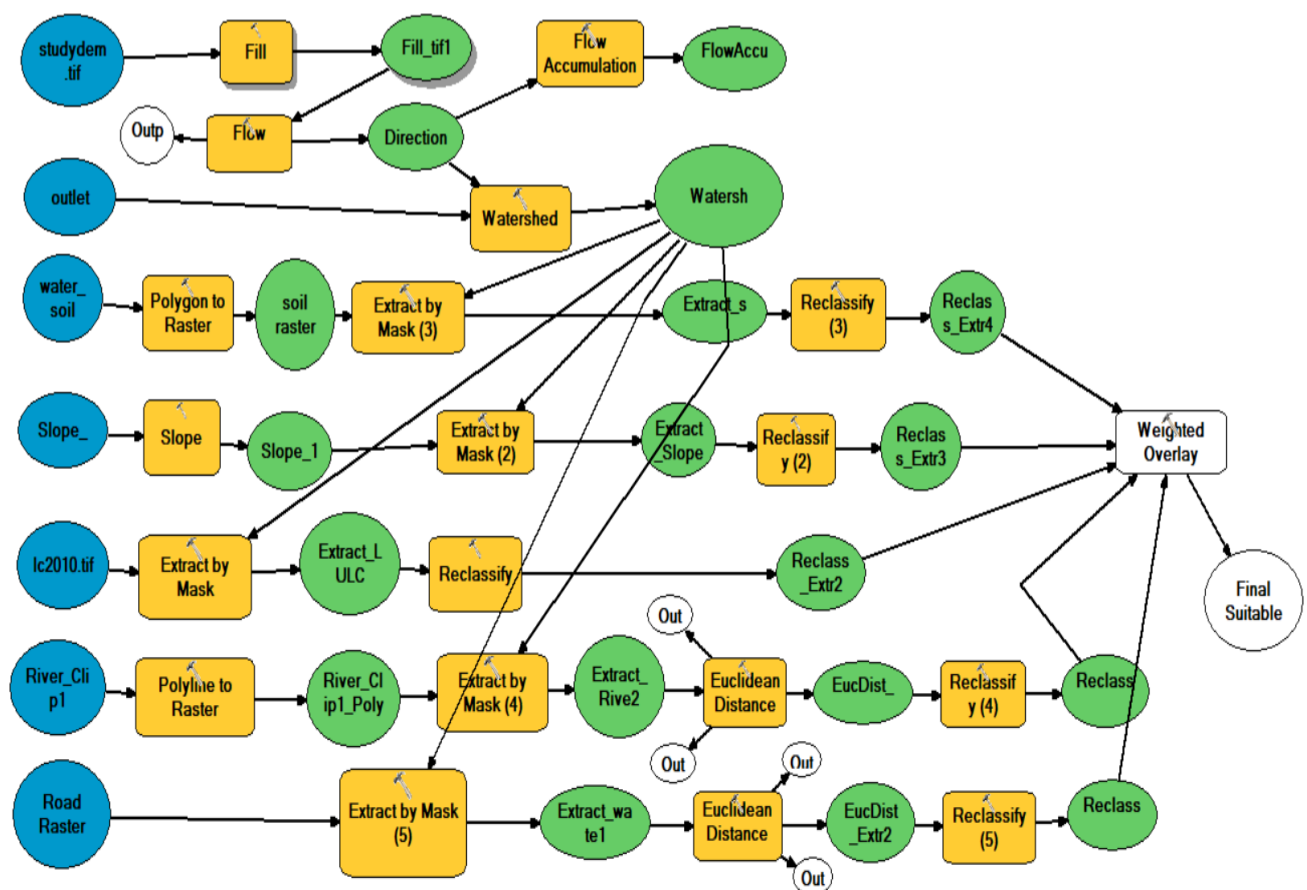 studydem
.tif
Fill
Fill_tif1
Flow
Accumulation
FlowAccu
Outp
Flow
Direction
outlet
Watershed
Watersh
water_
soil
Polygon to
Raster
soil
raster
Extract by
Mask (3)
Extract_s
Reclassify
(3)
Reclas
s_Extr4
Slope_
Slope
Slope_1
Extract by
Mask (2)
Extract
_Slope
Reclassif
y (2)
Reclas
s_Extr3
Weighted
Overlay
lc2010.tif
Extract by
Mask
Extract_L
ULC
Reclassify
Reclass
_Extr2
Final
Suitable
River_Cli
p1
Polyline to
Raster
River_Cl
ip1_Poly
Extract by
Mask (4)
Extract_
Rive2
Out
Euclidean
Distance
Out
EucDist_
Reclassif
y (4)
Reclass
Road
Raster
Extract by Mask
(5)
Extract_wa
te1
Euclidean
Distance
Out
Out
EucDist
_Extr2
Reclassify
(5)
Reclass